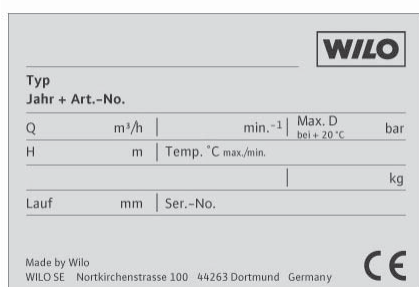 WILO
Typ
Jahr + Art.-No.
Q m³/h min.-1 Max. D bei + 20 °C bar
H m Temp. °C max./min.
kg
Lauf mm Ser.-No.
Made by Wilo
WILO SE Nortkirchenstrasse 100 44263 Dortmund Germany CE